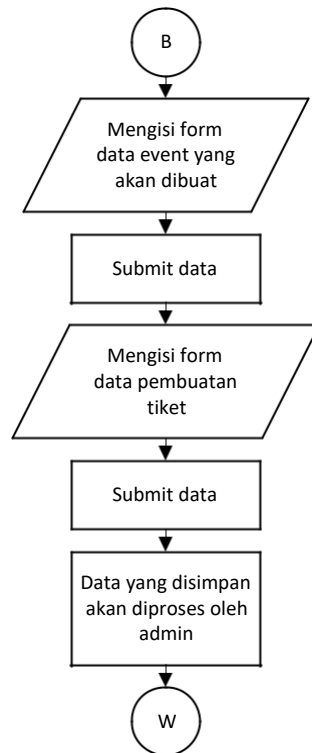 B
Mengisi form
data event yang
akan dibuat
Submit data
Mengisi form
data pembuatan
tiket
Submit data
Data yang disimpan
akan diproses oleh
admin
W